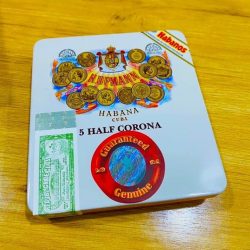 Habanos
H. UPMANN
HABANA
CUBA
5 HALF CORONA
Guaranteed
Genuine